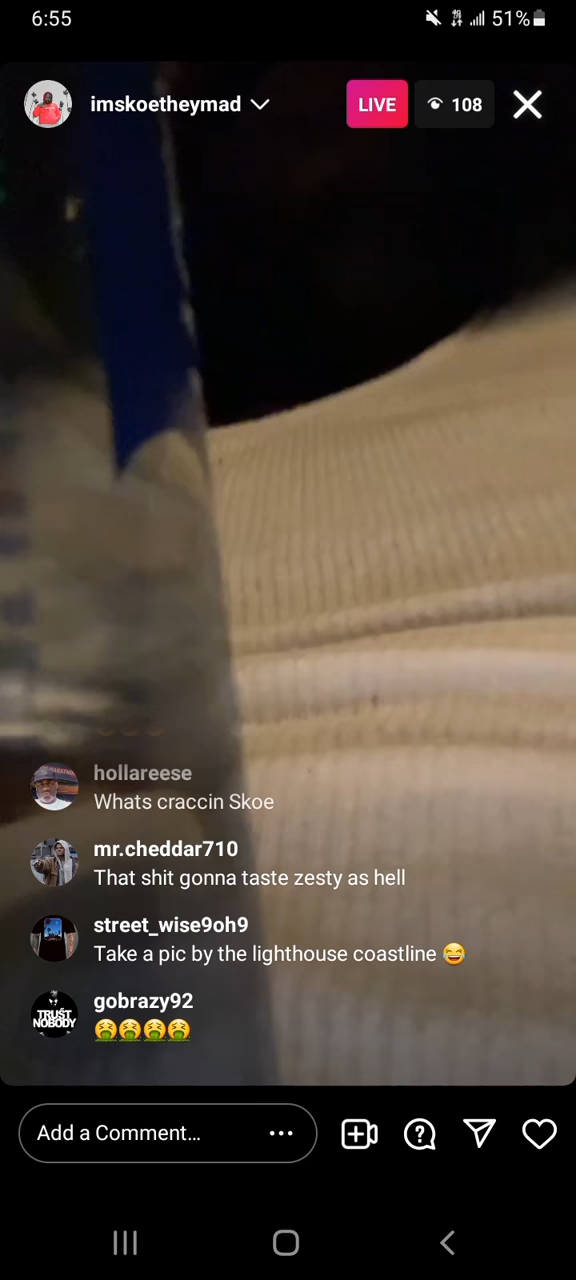 6:55
51%
imskoetheymad
LIVE
108
hollareese
Whats craccin Skoe
mr.cheddar710
That shit gonna taste zesty as hell
street_wise9oh9
Take a pic by the lighthouse coastline 😂
gobrazy92
TRUST
NOBODY
🤮🤮🤮🤮
Add a Comment…